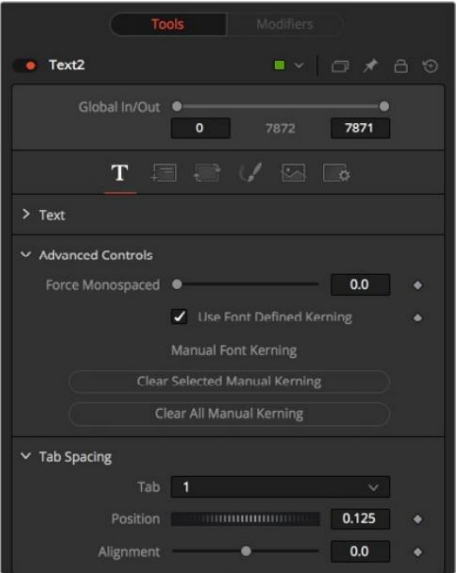 Tools Modifiers
Text2
Global In/Out
0 7872 7871
T
Text
Advanced Controls
Force Monospaced 0.0
Use Font Defined Kerning
Manual Font Kerning
Clear Selected Manual Kerning
Clear All Manual Kerning
Tab Spacing
Tab 1
Position 0.125
Alignment 0.0